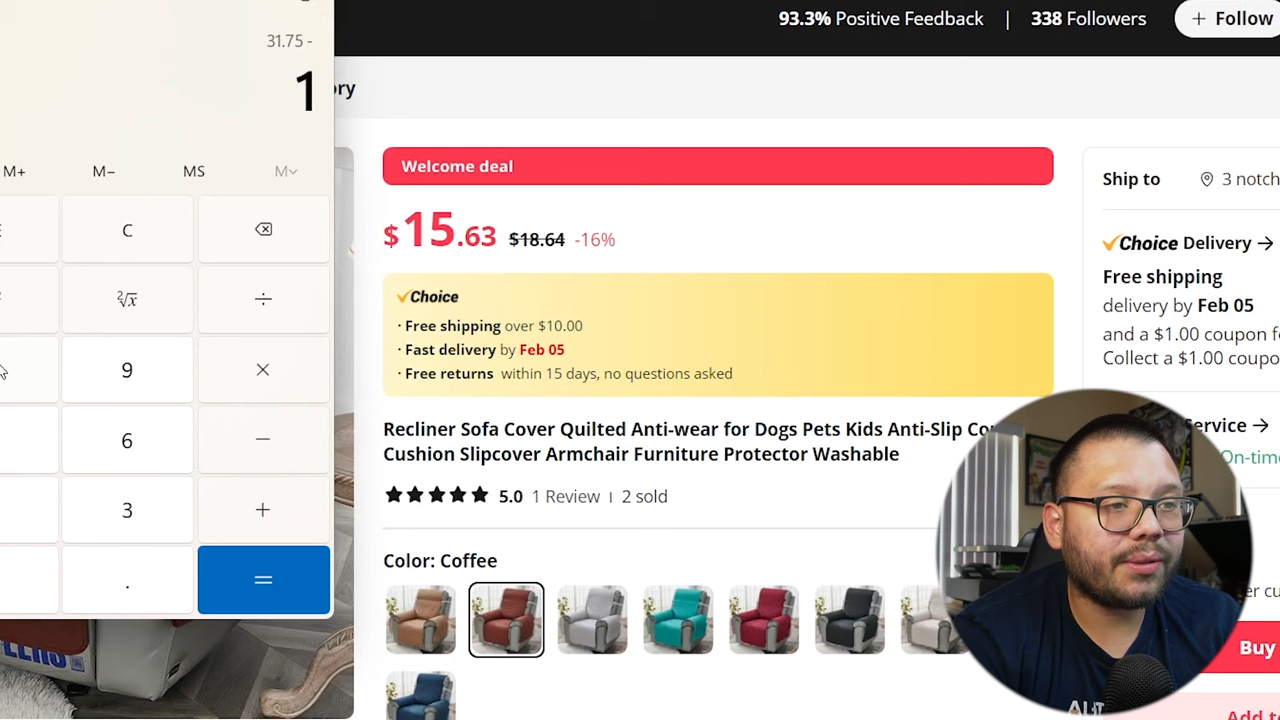 93.3% Positive Feedback | 338 Followers
+ Follow
31.75 -
1
ory
M+ M− MS M
C
²√x ÷
9 ×
6 −
3 +
. =
Welcome deal
$15.63 $18.64 -16%
Choice
· Free shipping over $10.00
· Fast delivery by Feb 05
· Free returns within 15 days, no questions asked
Recliner Sofa Cover Quilted Anti-wear for Dogs Pets Kids Anti-Slip
Cushion Slipcover Armchair Furniture Protector Washable
5.0 1 Review | 2 sold
Color: Coffee
Ship to 3 notch
Choice Delivery →
Free shipping
delivery by Feb 05
and a $1.00 coupon
Collect a $1.00 coupo
Service →
On-time
Buy
Add to